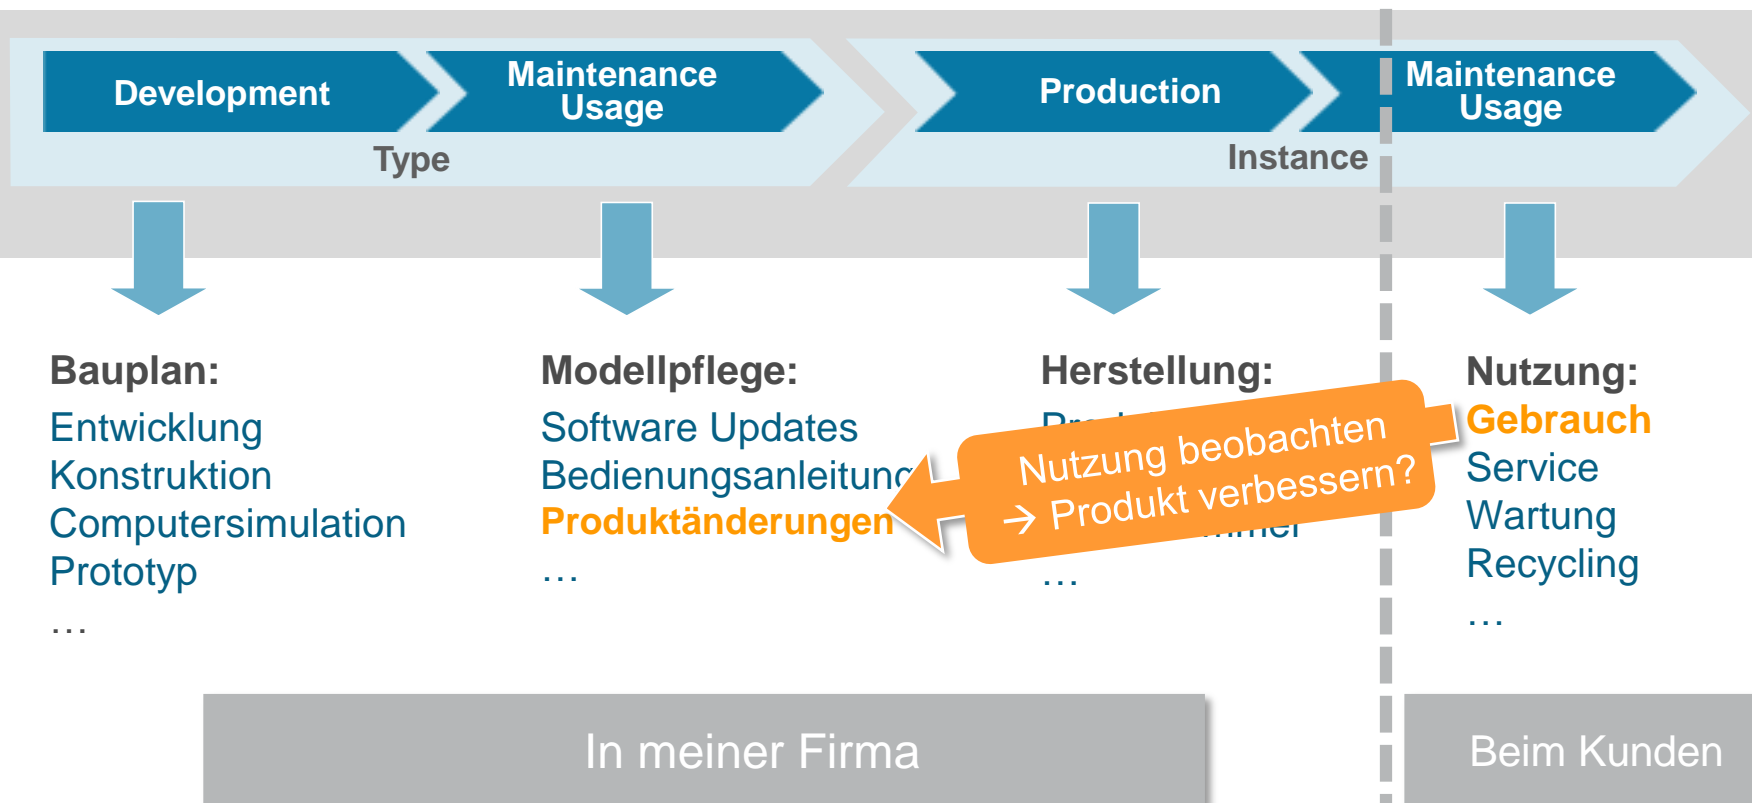 Development
Maintenance
Usage
Production
Maintenance
Usage
Type
Instance
Bauplan:
Entwicklung
Konstruktion
Computersimulation
Prototyp
…
Modellpflege:
Software Updates
Bedienungsanleitung
Produktänderungen
…
Herstellung:
…
Nutzung beobachten
→ Produkt verbessern?
Nutzung:
Gebrauch
Service
Wartung
Recycling
…
In meiner Firma
Beim Kunden